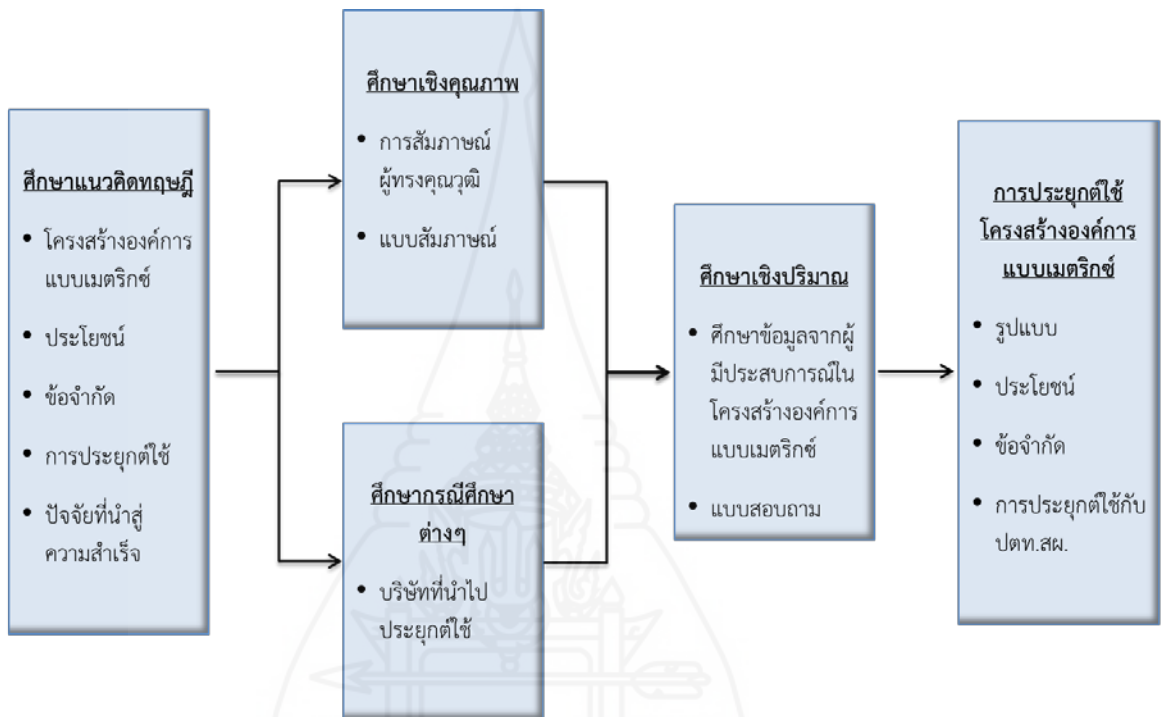 ศึกษาแนวคิดทฤษฎี
• โครงสร้างองค์การ
แบบเมตริกซ์
• ประโยชน์
• ข้อจำกัด
• การประยุกต์ใช้
• ปัจจัยที่นำสู่
ความสำเร็จ
ศึกษาเชิงคุณภาพ
• การสัมภาษณ์
ผู้ทรงคุณวุฒิ
• แบบสัมภาษณ์
ศึกษากรณีศึกษา
ต่างๆ
• บริษัทที่นำไป
ประยุกต์ใช้
ศึกษาเชิงปริมาณ
• ศึกษาข้อมูลจากผู้
มีประสบการณ์ใน
โครงสร้างองค์การ
แบบเมตริกซ์
• แบบสอบถาม
การประยุกต์ใช้
โครงสร้างองค์การ
แบบเมตริกซ์
• รูปแบบ
• ประโยชน์
• ข้อจำกัด
• การประยุกต์ใช้กับ
ปตท.สผ.